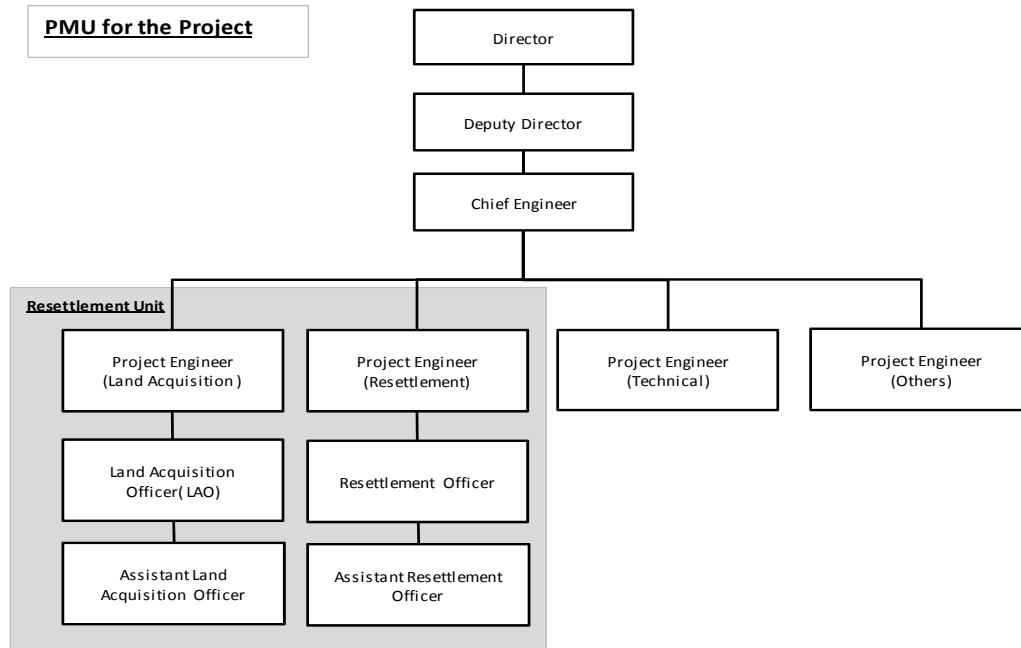 PMU for the Project
Director
Deputy Director
Chief Engineer
Resettlement Unit
Project Engineer
(Land Acquisition)
Project Engineer
(Resettlement)
Project Engineer
(Technical)
Project Engineer
(Others)
Land Acquisition
Officer( LAO)
Resettlement Officer
Assistant Land
Acquisition Officer
Assistant Resettlement
Officer